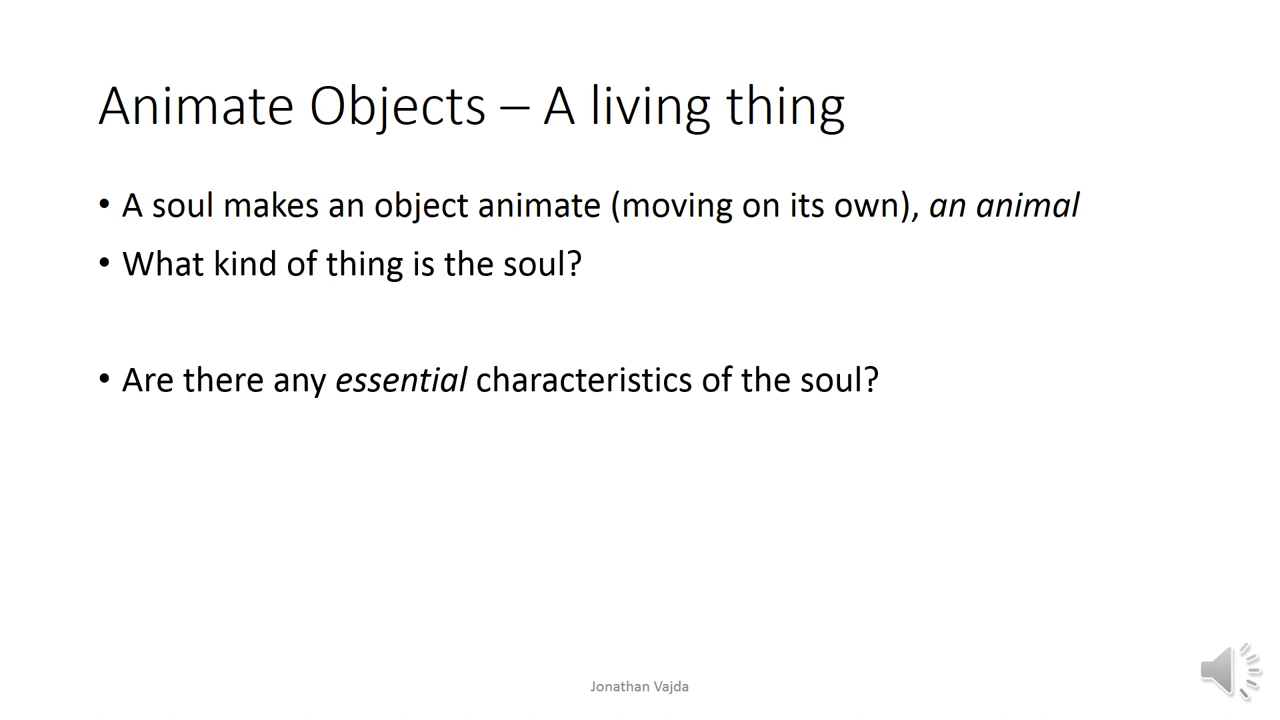 Animate Objects – A living thing
• A soul makes an object animate (moving on its own), an animal
• What kind of thing is the soul?
• Are there any essential characteristics of the soul?
Jonathan Vajda